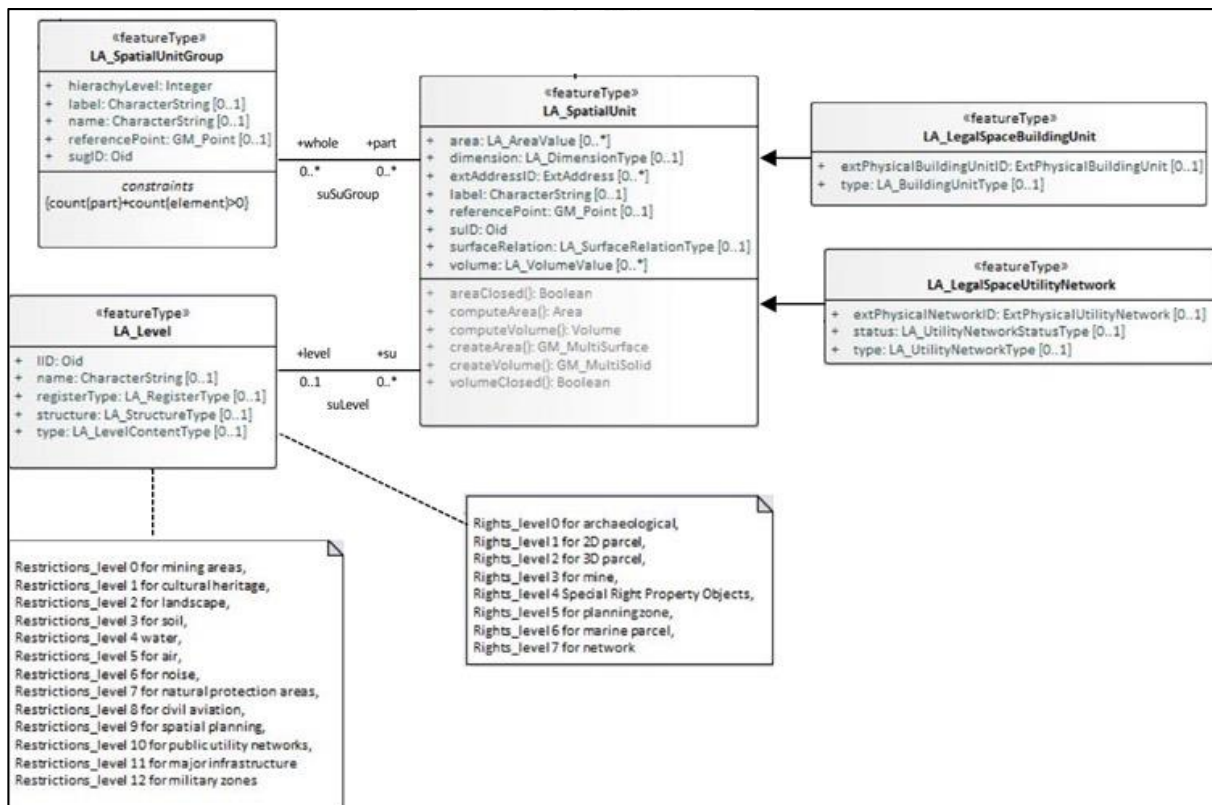 «featureType»
LA_SpatialUnitGroup
+ hierachyLevel: Integer
+ label: CharacterString [0..1]
+ name: CharacterString [0..1]
+ referencePoint: GM_Point [0..1]
+ sugID: Oid
constraints
{count(part)+count(element)>0}
+whole +part
0..* 0..*
suSuGroup
«featureType»
LA_SpatialUnit
+ area: LA_AreaValue [0..*]
+ dimension: LA_DimensionType [0..1]
+ extAddressID: ExtAddress [0..*]
+ label: CharacterString [0..1]
+ referencePoint: GM_Point [0..1]
+ suID: Oid
+ surfaceRelation: LA_SurfaceRelationType [0..1]
+ volume: LA_VolumeValue [0..*]
+ areaClosed(): Boolean
+ computeArea(): Area
+ computeVolume(): Volume
+ createArea(): GM_MultiSurface
+ createVolume(): GM_MultiSolid
+ volumeClosed(): Boolean
«featureType»
LA_LegalSpaceBuildingUnit
+ extPhysicalBuildingUnitID: ExtPhysicalBuildingUnit [0..1]
+ type: LA_BuildingUnitType [0..1]
«featureType»
LA_LegalSpaceUtilityNetwork
+ extPhysicalNetworkID: ExtPhysicalUtilityNetwork [0..1]
+ status: LA_UtilityNetworkStatusType [0..1]
+ type: LA_UtilityNetworkType [0..1]
«featureType»
LA_Level
+ lID: Oid
+ name: CharacterString [0..1]
+ registerType: LA_RegisterType [0..1]
+ structure: LA_StructureType [0..1]
+ type: LA_LevelContentType [0..1]
+level +su
0..1 0..*
suLevel
Rights_level 0 for archaeological,
Rights_level 1 for 2D parcel,
Rights_level 2 for 3D parcel,
Rights_level 3 for mine,
Rights_level 4 Special Right Property Objects,
Rights_level 5 for planning zone,
Rights_level 6 for marine parcel,
Rights_level 7 for network
Restrictions_level 0 for mining areas,
Restrictions_level 1 for cultural heritage,
Restrictions_level 2 for landscape,
Restrictions_level 3 for soil,
Restrictions_level 4 water,
Restrictions_level 5 for air,
Restrictions_level 6 for noise,
Restrictions_level 7 for natural protection areas,
Restrictions_level 8 for civil aviation,
Restrictions_level 9 for spatial planning,
Restrictions_level 10 for public utility networks,
Restrictions_level 11 for major infrastructure
Restrictions_level 12 for military zones